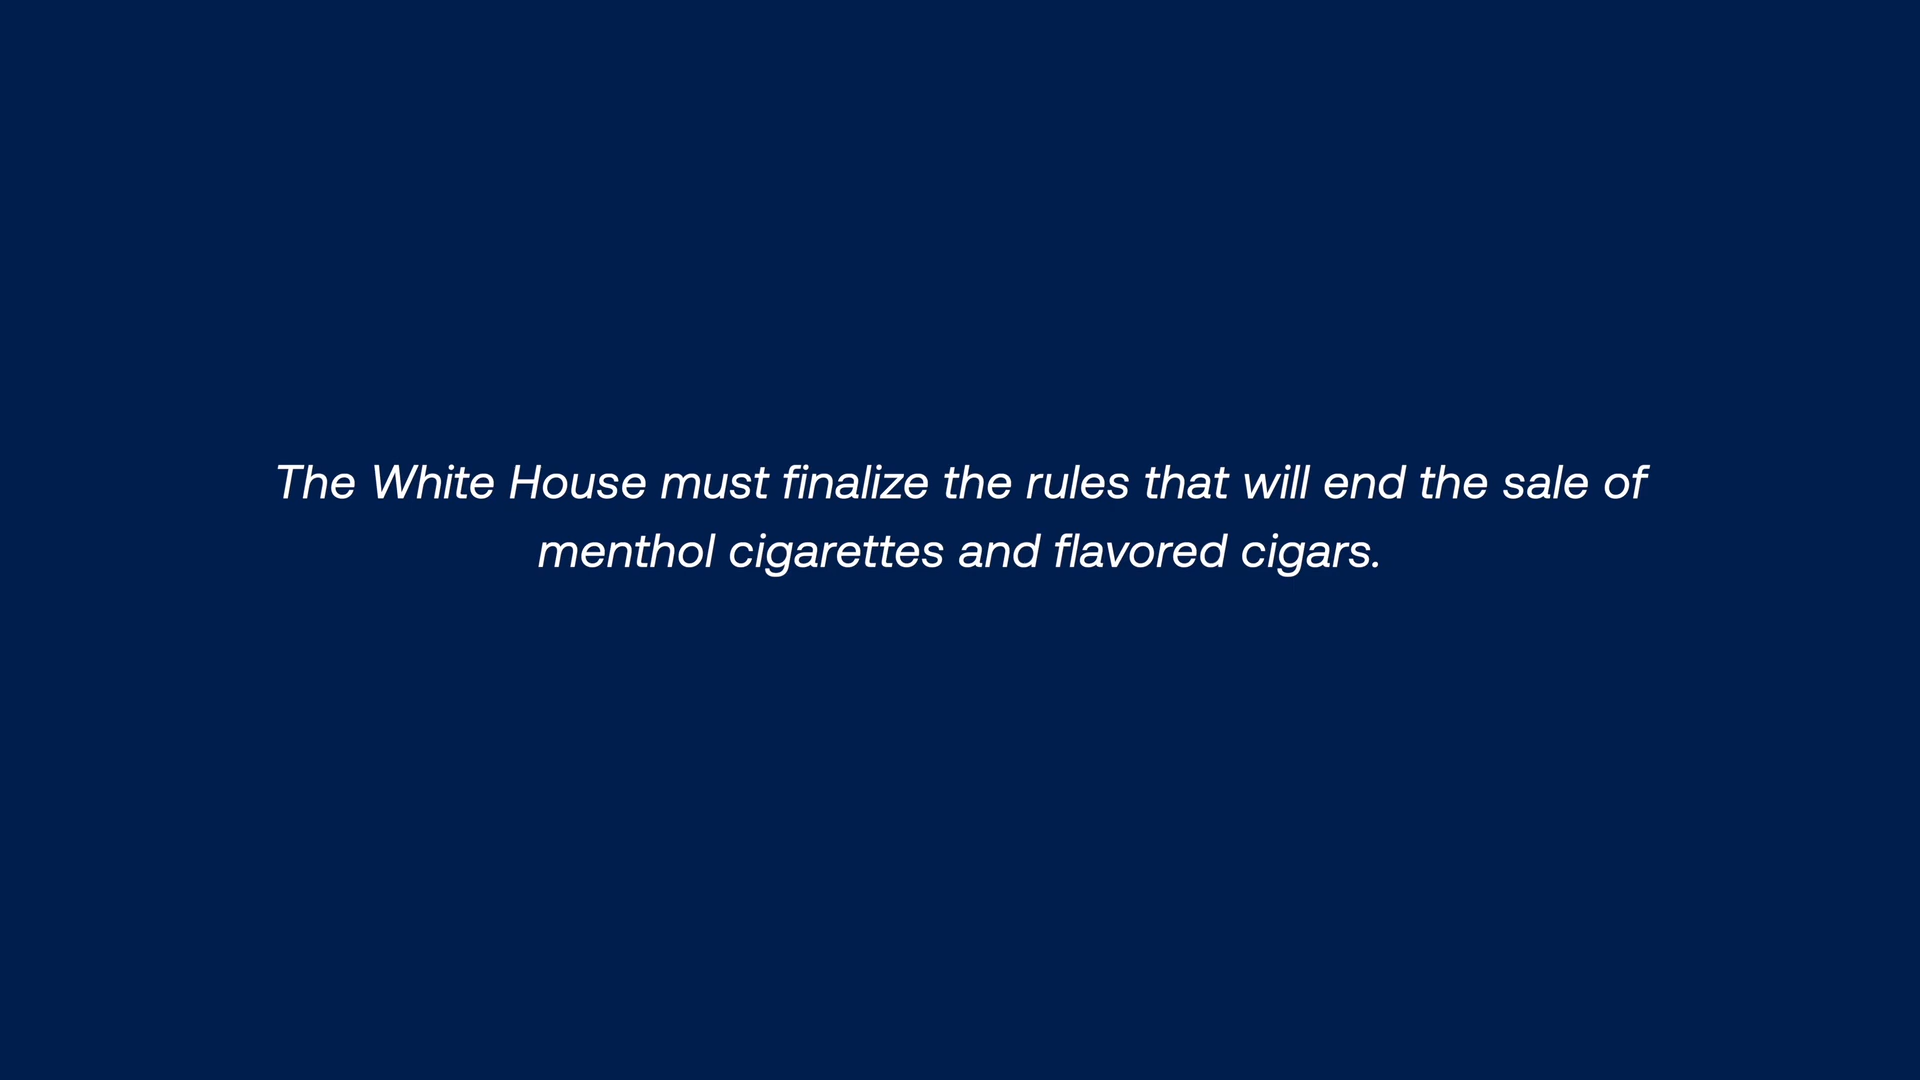 The White House must finalize the rules that will end the sale of
menthol cigarettes and flavored cigars.